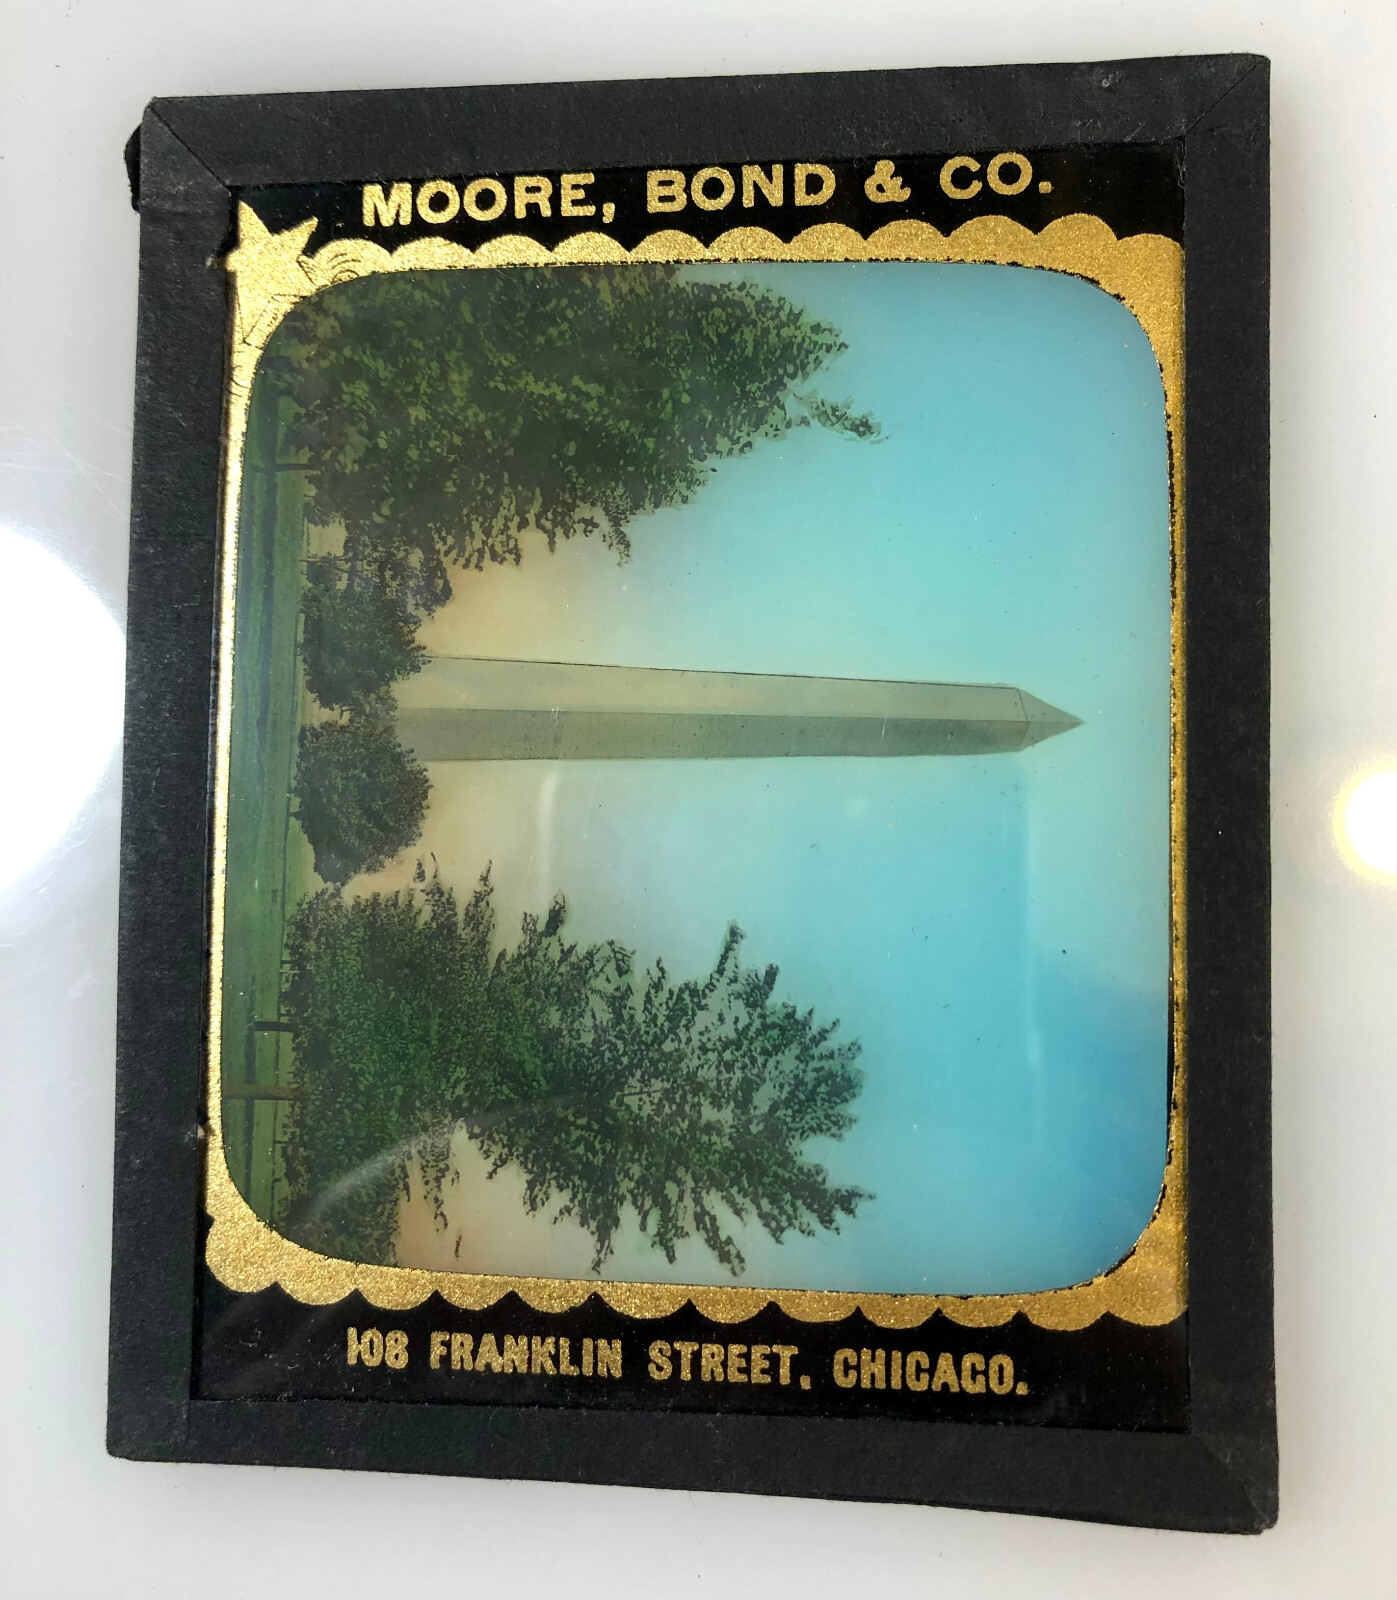 MOORE, BOND & CO.
108 FRANKLIN STREET, CHICAGO.